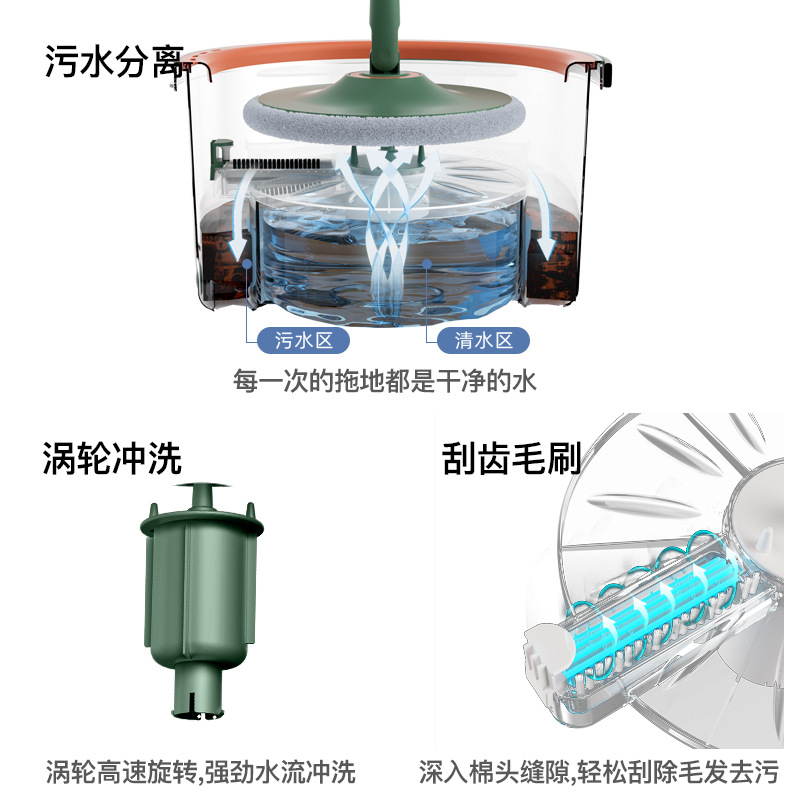 污水分离
污水区
清水区
每一次的拖地都是干净的水
涡轮冲洗
刮齿毛刷
涡轮高速旋转,强劲水流冲洗
深入棉头缝隙,轻松刮除毛发去污